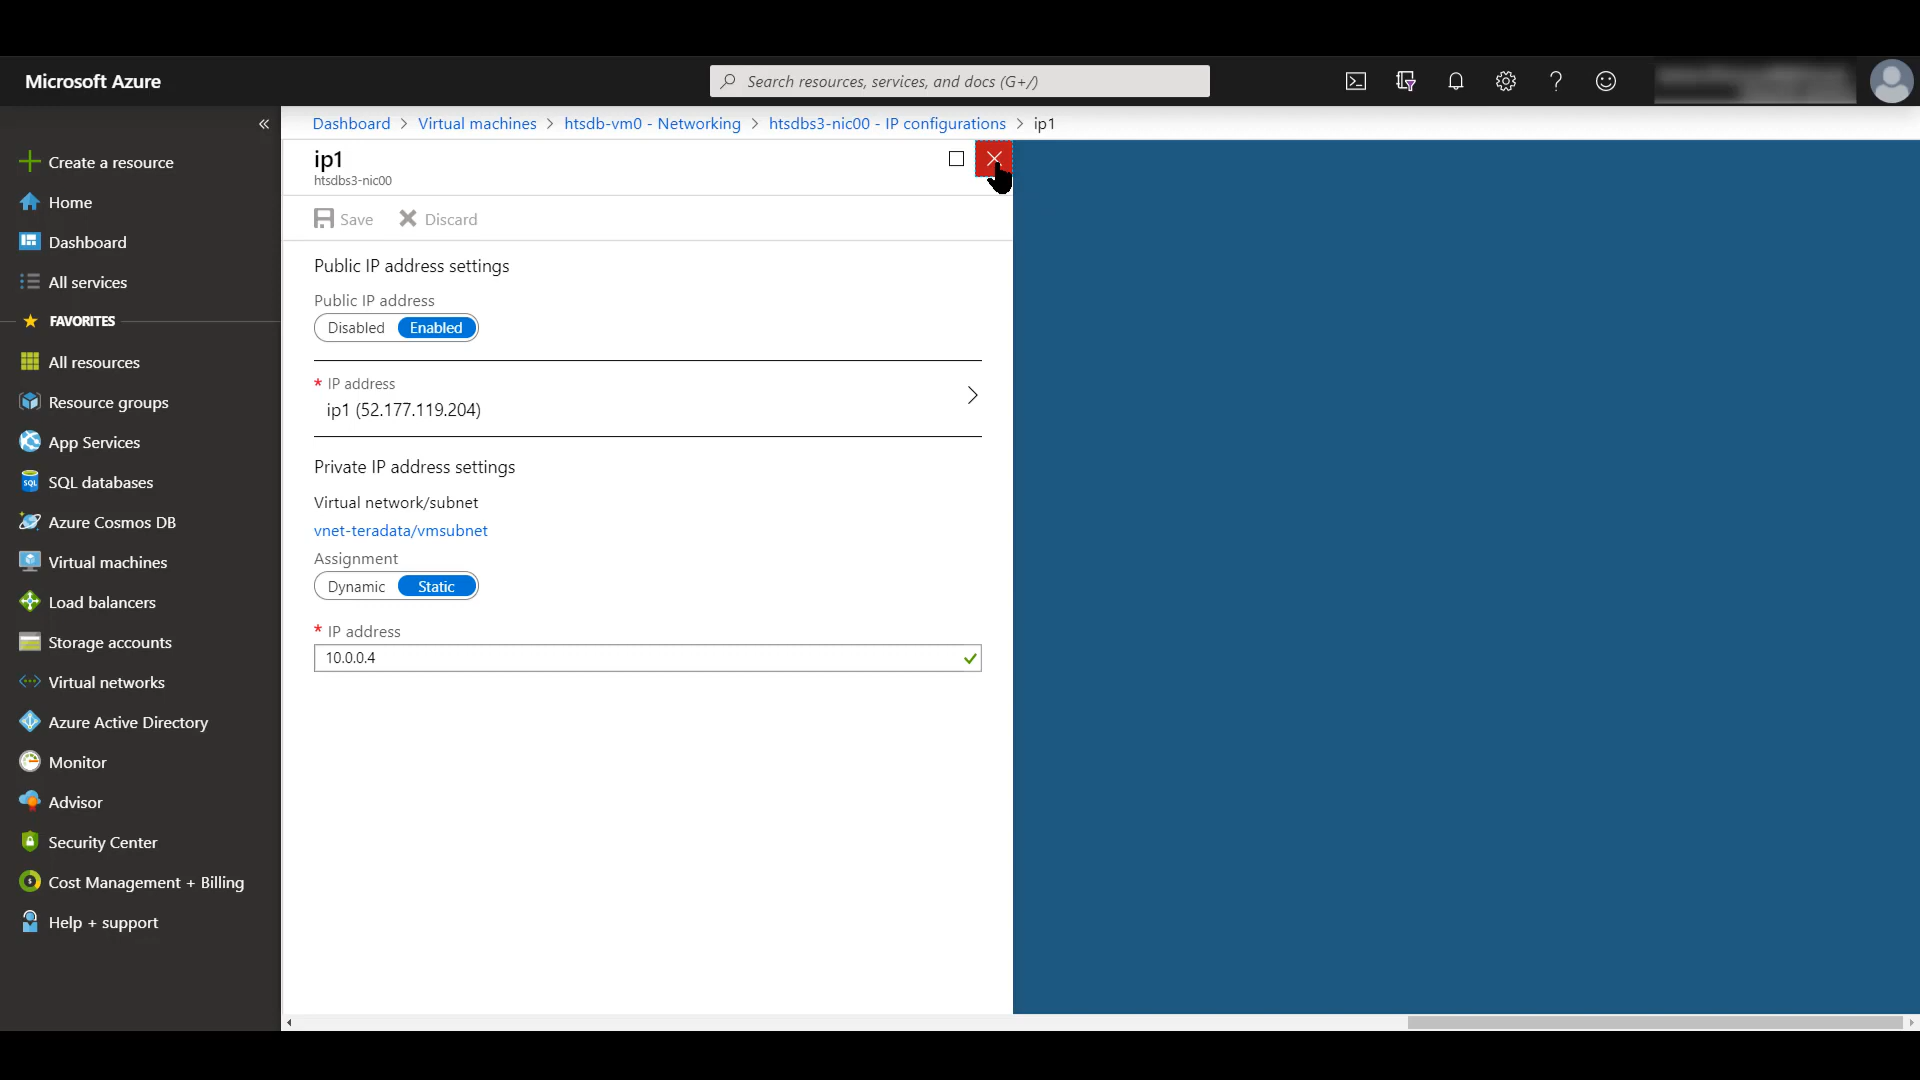 Microsoft Azure
Search resources, services, and docs (G+/)
Dashboard > Virtual machines > htsdb-vm0 - Networking > htsdbs3-nic00 - IP configurations > ip1
Create a resource
Home
Dashboard
All services
FAVORITES
All resources
Resource groups
App Services
SQL databases
Azure Cosmos DB
Virtual machines
Load balancers
Storage accounts
Virtual networks
Azure Active Directory
Monitor
Advisor
Security Center
Cost Management + Billing
Help + support
ip1
htsdbs3-nic00
Save Discard
Public IP address settings
Public IP address
Disabled Enabled
* IP address
ip1 (52.177.119.204)
Private IP address settings
Virtual network/subnet
vnet-teradata/vmsubnet
Assignment
Dynamic Static
* IP address
10.0.0.4